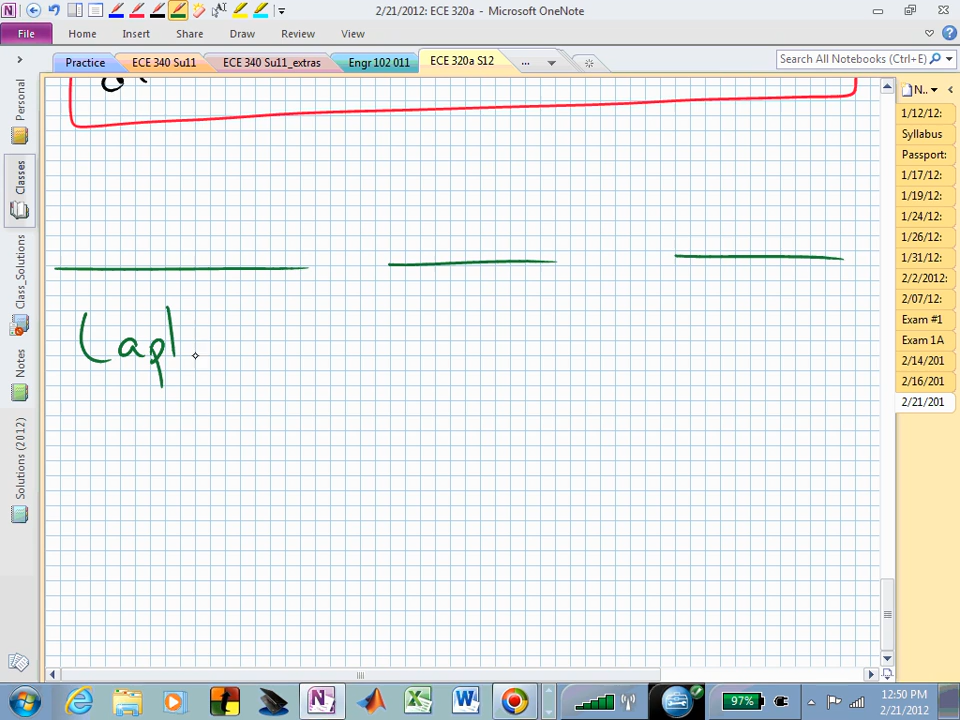 2/21/2012: ECE 320a - Microsoft OneNote
File Home Insert Share Draw Review View
Practice ECE 340 Su11 ECE 340 Su11_extras Engr 102 011 ECE 320a S12 ... Search All Notebooks (Ctrl+E)
Personal
Classes
Class_Solutions
Notes
Solutions (2012)
N..
1/12/12:
Syllabus
Passport:
1/17/12:
1/19/12:
1/24/12:
1/26/12:
1/31/12:
2/2/2012:
2/07/12:
Exam #1
Exam 1A
2/14/201
2/16/201
2/21/201
Lapl
97%
12:50 PM
2/21/2012